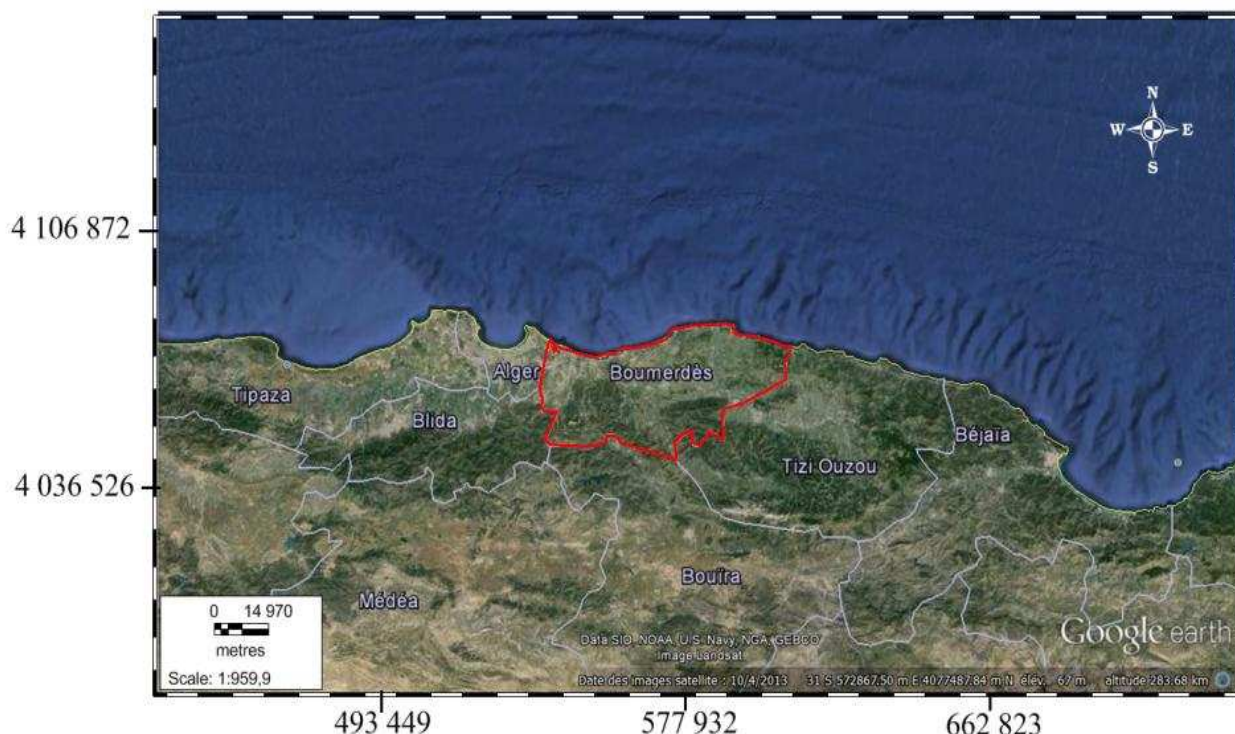 N
W E
S
4 106 872
Alger
Boumerdès
Tipaza
Blida
Béjaïa
Tizi Ouzou
4 036 526
Bouïra
Médéa
0 14 970
metres
Scale: 1:959,9
Data SIO, NOAA, U.S. Navy, NGA, GEBCO
Image Landsat
Google earth
Date des images satellite : 10/4/2013 31 S 572867.50 m E 4077487.84 m N élév. 67 m altitude 283.68 km
493 449 577 932 662 823